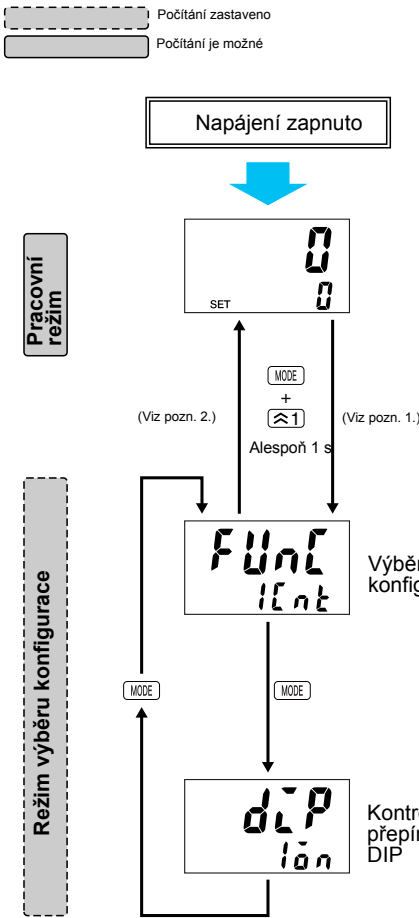 Počítání zastaveno
Počítání je možné
Napájení zapnuto
Pracovní
režim
0
SET 0
MODE
+
1
Alespoň 1 s
(Viz pozn. 2.)
(Viz pozn. 1.)
Režim výběru konfigurace
FUnC
1Cnt
Výběr
konfig
MODE
MODE
diP
1on
Kontro
přepín
DIP